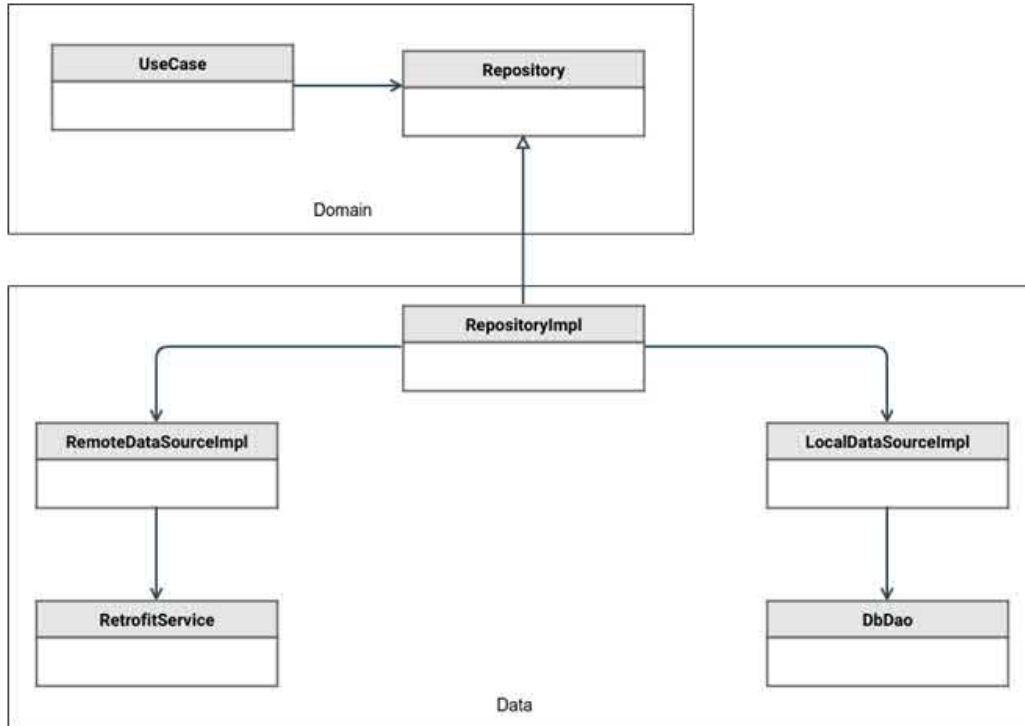 UseCase
Repository
Domain
RepositoryImpl
RemoteDataSourceImpl
LocalDataSourceImpl
RetrofitService
DbDao
Data